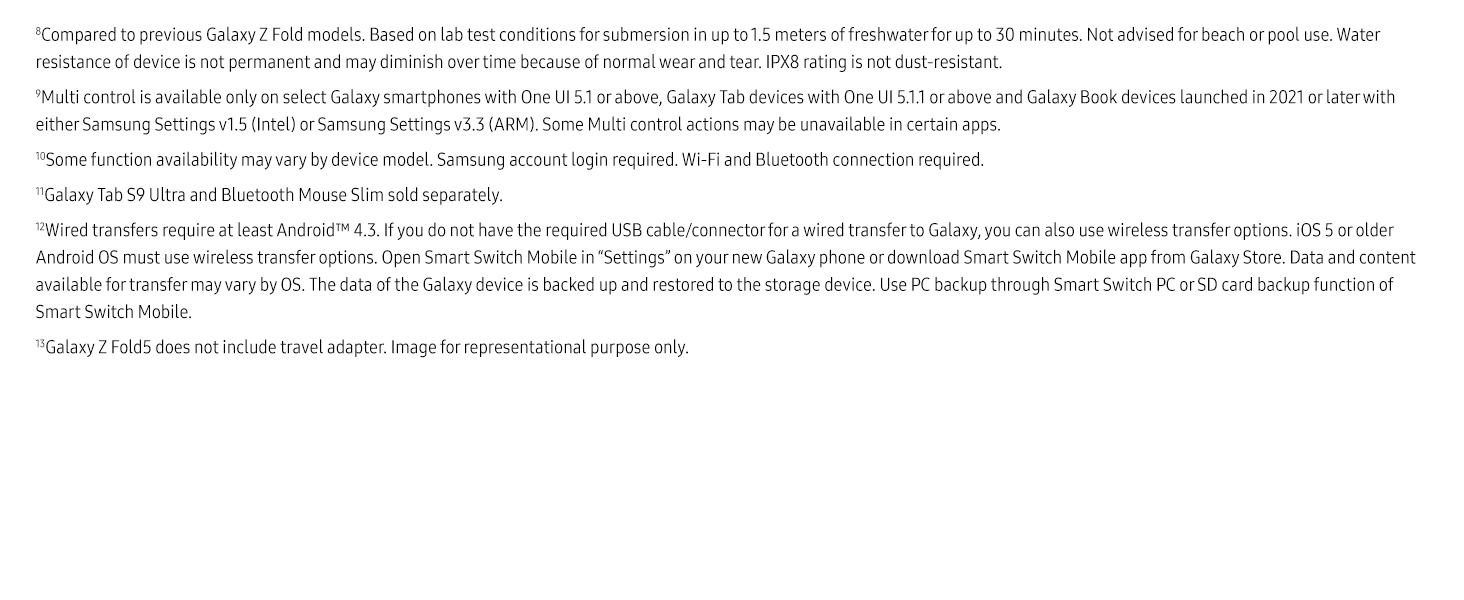 ⁸Compared to previous Galaxy Z Fold models. Based on lab test conditions for submersion in up to 1.5 meters of freshwater for up to 30 minutes. Not advised for beach or pool use. Water
resistance of device is not permanent and may diminish over time because of normal wear and tear. IPX8 rating is not dust-resistant.
⁹Multi control is available only on select Galaxy smartphones with One UI 5.1 or above, Galaxy Tab devices with One UI 5.1.1 or above and Galaxy Book devices launched in 2021 or later with
either Samsung Settings v1.5 (Intel) or Samsung Settings v3.3 (ARM). Some Multi control actions may be unavailable in certain apps.
¹⁰Some function availability may vary by device model. Samsung account login required. Wi-Fi and Bluetooth connection required.
¹¹Galaxy Tab S9 Ultra and Bluetooth Mouse Slim sold separately.
¹²Wired transfers require at least Android™ 4.3. If you do not have the required USB cable/connector for a wired transfer to Galaxy, you can also use wireless transfer options. iOS 5 or older
Android OS must use wireless transfer options. Open Smart Switch Mobile in “Settings” on your new Galaxy phone or download Smart Switch Mobile app from Galaxy Store. Data and content
available for transfer may vary by OS. The data of the Galaxy device is backed up and restored to the storage device. Use PC backup through Smart Switch PC or SD card backup function of
Smart Switch Mobile.
¹³Galaxy Z Fold5 does not include travel adapter. Image for representational purpose only.